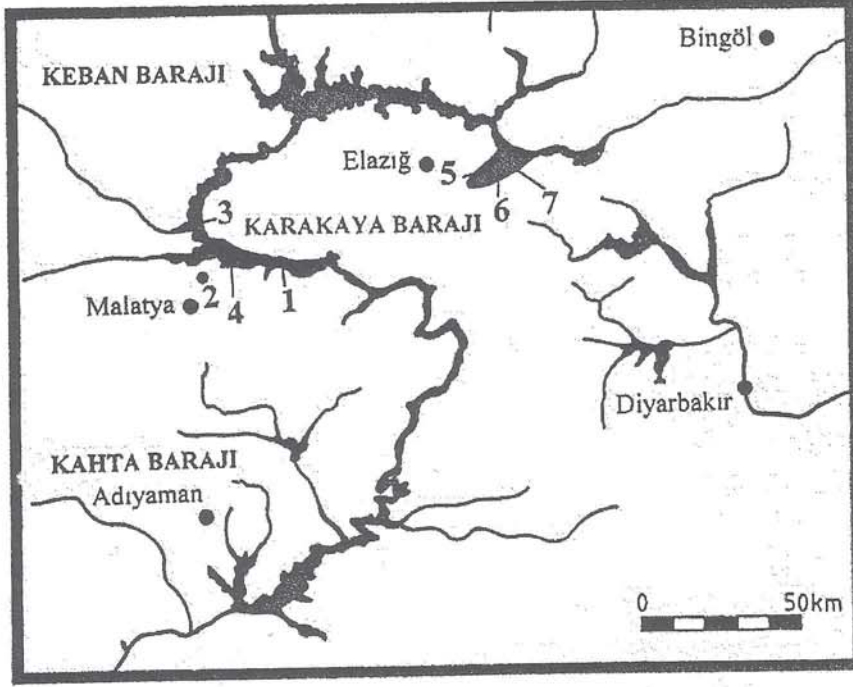 Bingöl
KEBAN BARAJI
Elazığ
5
6
7
3
KARAKAYA BARAJI
2
4
1
Malatya
Diyarbakır
KAHTA BARAJI
Adıyaman
0 50km